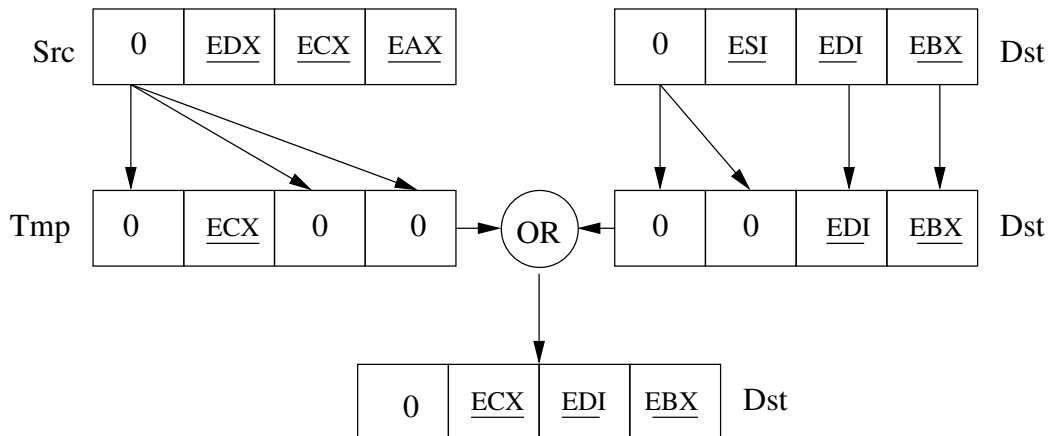 Src 0 EDX ECX EAX
0 ESI EDI EBX Dst
Tmp 0 ECX 0 0
OR
0 0 EDI EBX Dst
0 ECX EDI EBX Dst